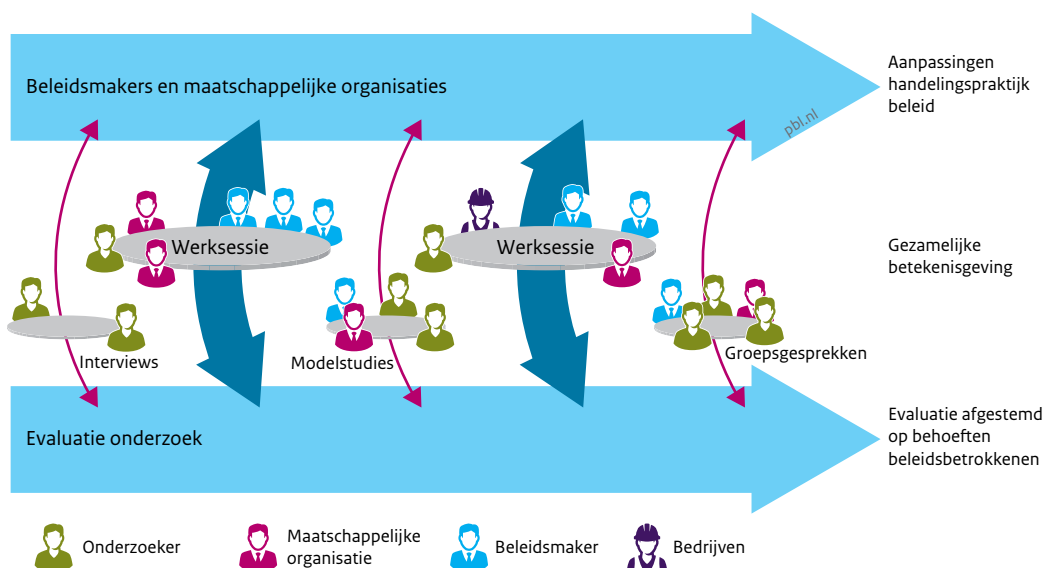 Beleidsmakers en maatschappelijke organisaties
Aanpassingen
handelingspraktijk
beleid
pbl.nl
Werksessie
Werksessie
Gezamelijke
betekenisgeving
Interviews
Modelstudies
Groepsgesprekken
Evaluatie onderzoek
Evaluatie afgestemd
op behoeften
beleidsbetrokkenen
Onderzoeker
Maatschappelijke
organisatie
Beleidsmaker
Bedrijven